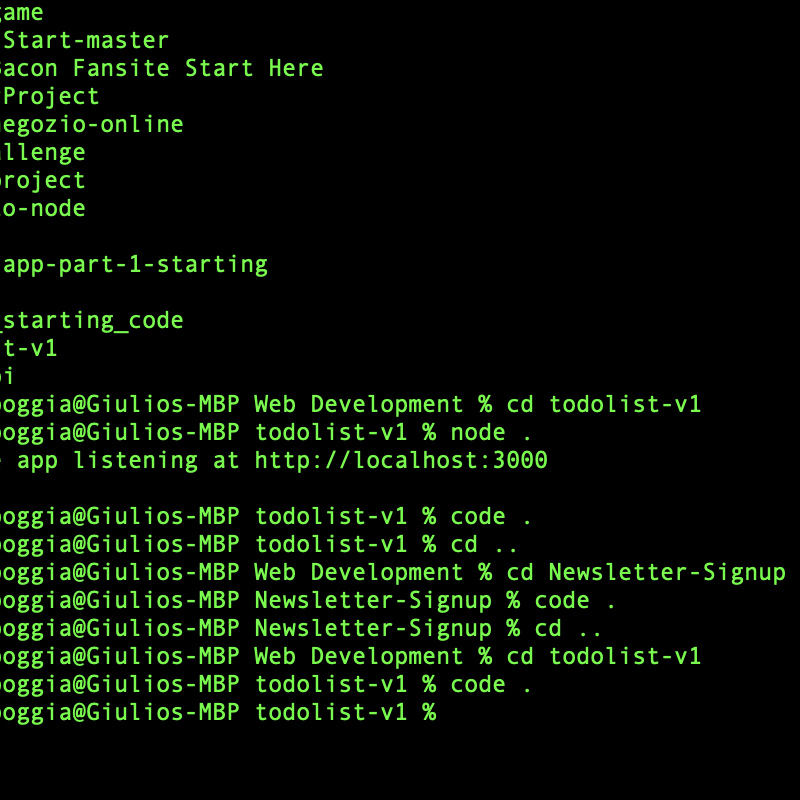 game
Start-master
Bacon Fansite Start Here
Project
negozio-online
allenge
project
o-node
app-part-1-starting
_starting_code
t-v1
pi
poggia@Giulios-MBP Web Development % cd todolist-v1
poggia@Giulios-MBP todolist-v1 % node .
app listening at http://localhost:3000
poggia@Giulios-MBP todolist-v1 % code .
poggia@Giulios-MBP todolist-v1 % cd ..
poggia@Giulios-MBP Web Development % cd Newsletter-Signup
poggia@Giulios-MBP Newsletter-Signup % code .
poggia@Giulios-MBP Newsletter-Signup % cd ..
poggia@Giulios-MBP Web Development % cd todolist-v1
poggia@Giulios-MBP todolist-v1 % code .
poggia@Giulios-MBP todolist-v1 %